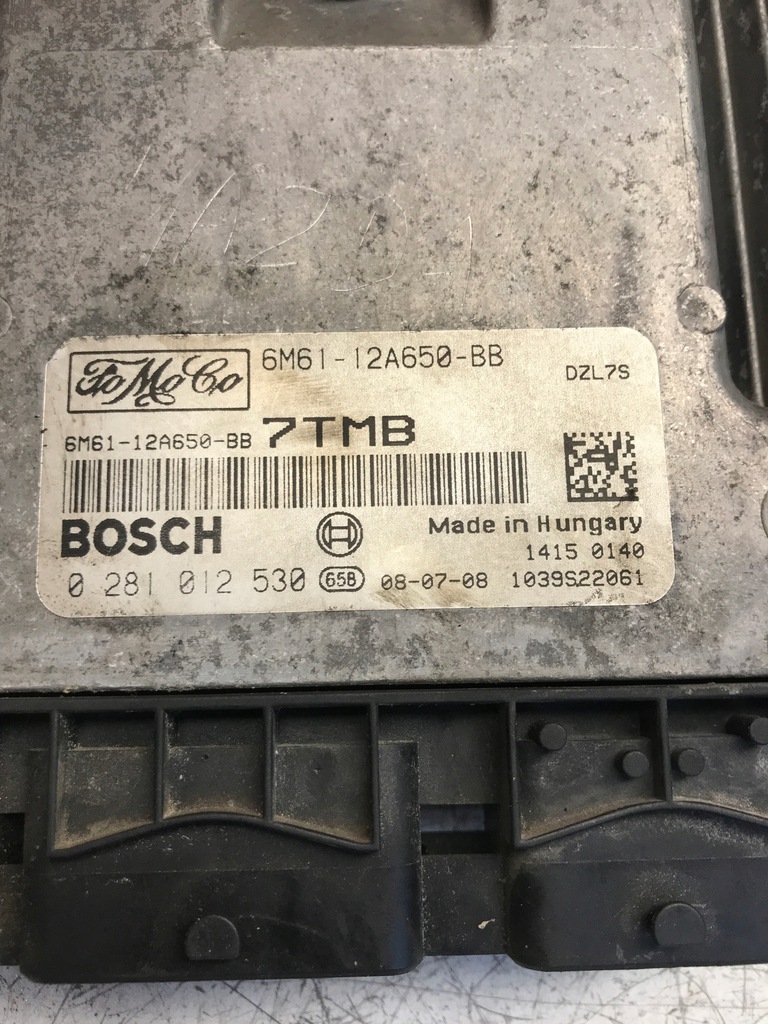 FoMoCo 6M61-12A650-BB
DZL7S
6M61-12A650-BB 7TMB
BOSCH
Made in Hungary
1415 0140
0 281 012 530 65B 08-07-08 1039S22061